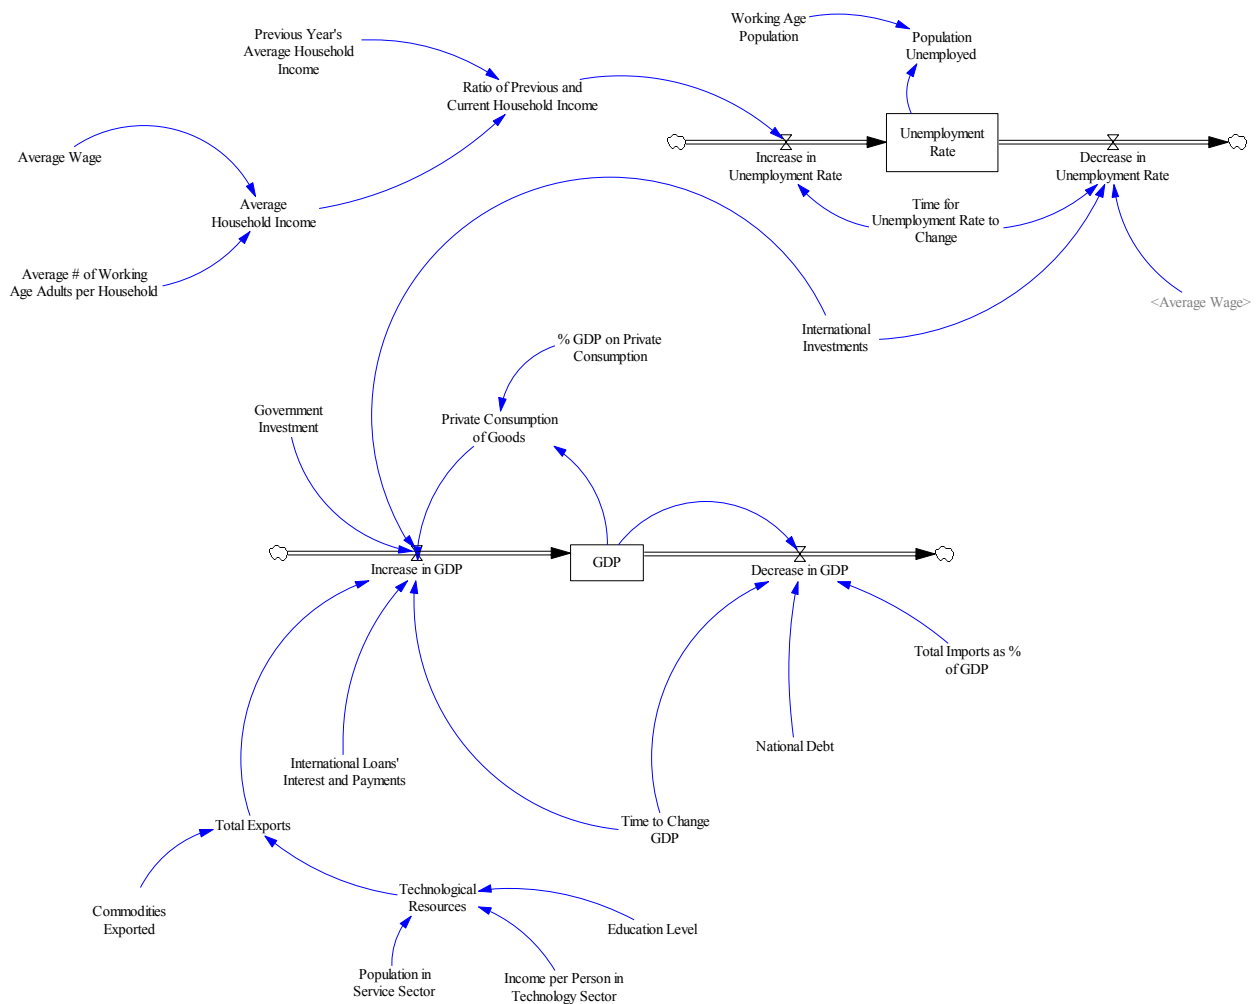 Working Age
Population
Previous Year's
Average Household
Income
Population
Unemployed
Ratio of Previous and
Current Household Income
Unemployment
Rate
Average Wage
Increase in
Unemployment Rate
Decrease in
Unemployment Rate
Average
Household Income
Time for
Unemployment Rate to
Change
Average # of Working
Age Adults per Household
<Average Wage>
International
Investments
% GDP on Private
Consumption
Government
Investment
Private Consumption
of Goods
GDP
Increase in GDP
Decrease in GDP
Total Imports as %
of GDP
National Debt
International Loans'
Interest and Payments
Total Exports
Time to Change
GDP
Technological
Resources
Commodities
Exported
Education Level
Population in
Service Sector
Income per Person in
Technology Sector